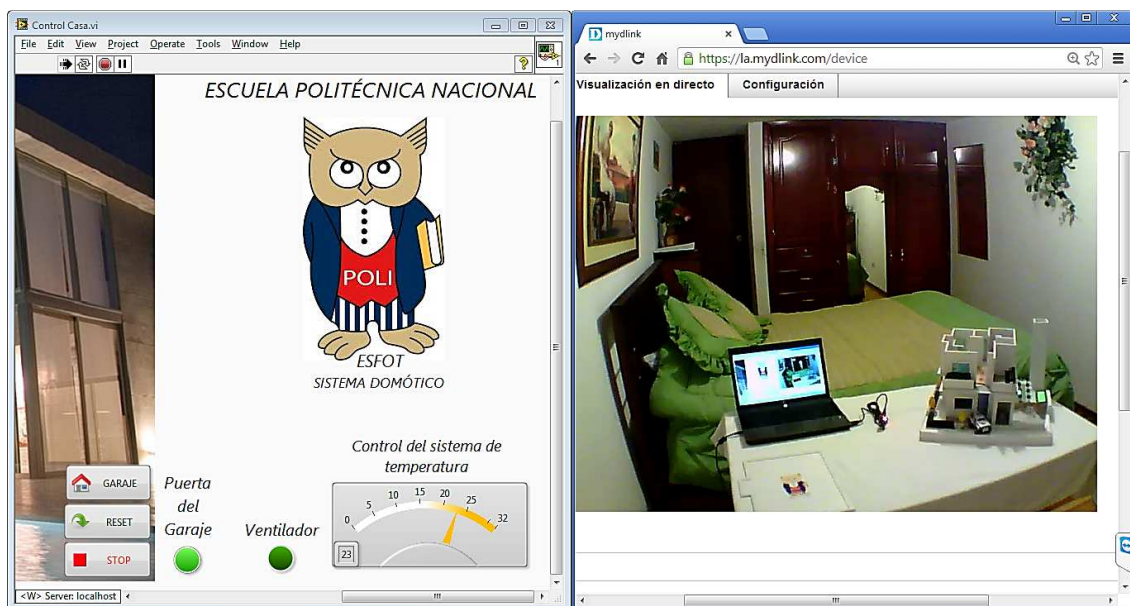 Control Casa.vi
File Edit View Project Operate Tools Window Help
ESCUELA POLITÉCNICA NACIONAL
POLI
ESFOT
SISTEMA DOMÓTICO
Control del sistema de
temperatura
GARAJE
RESET
STOP
Puerta
del
Garaje
Ventilador
0 5 10 15 20 25 32
23
<W> Server: localhost
mydlink
https://la.mydlink.com/device
Visualización en directo Configuración